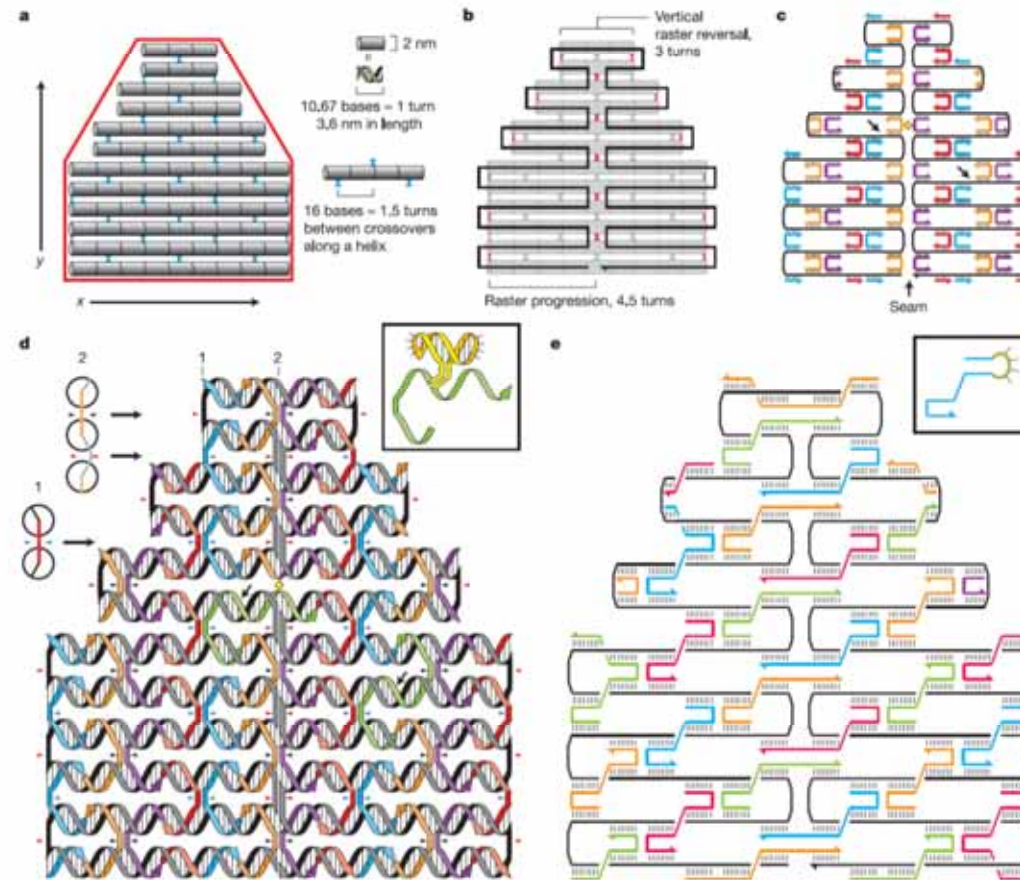 a
2 nm
10.67 bases = 1 turn
3.6 nm in length
16 bases = 1.5 turns
between crossovers
along a helix
y
x
b
Vertical
raster reversal,
3 turns
Raster progression, 4.5 turns
c
Seam
d
2
1
1
2
e